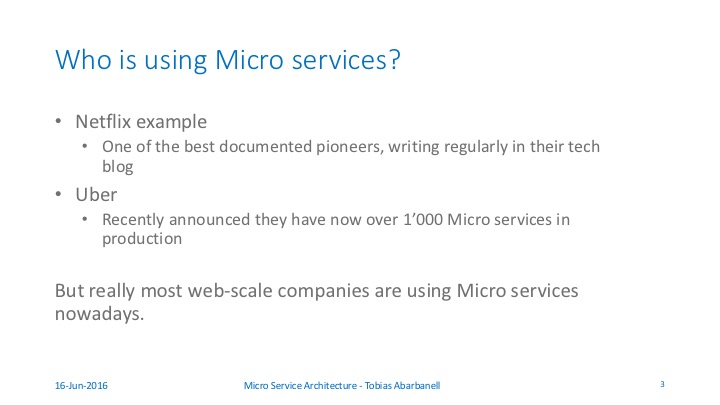 Who is using Micro services?
• Netflix example
• One of the best documented pioneers, writing regularly in their tech
blog
• Uber
• Recently announced they have now over 1’000 Micro services in
production
But really most web-scale companies are using Micro services
nowadays.
16-Jun-2016 Micro Service Architecture - Tobias Abarbanell 3